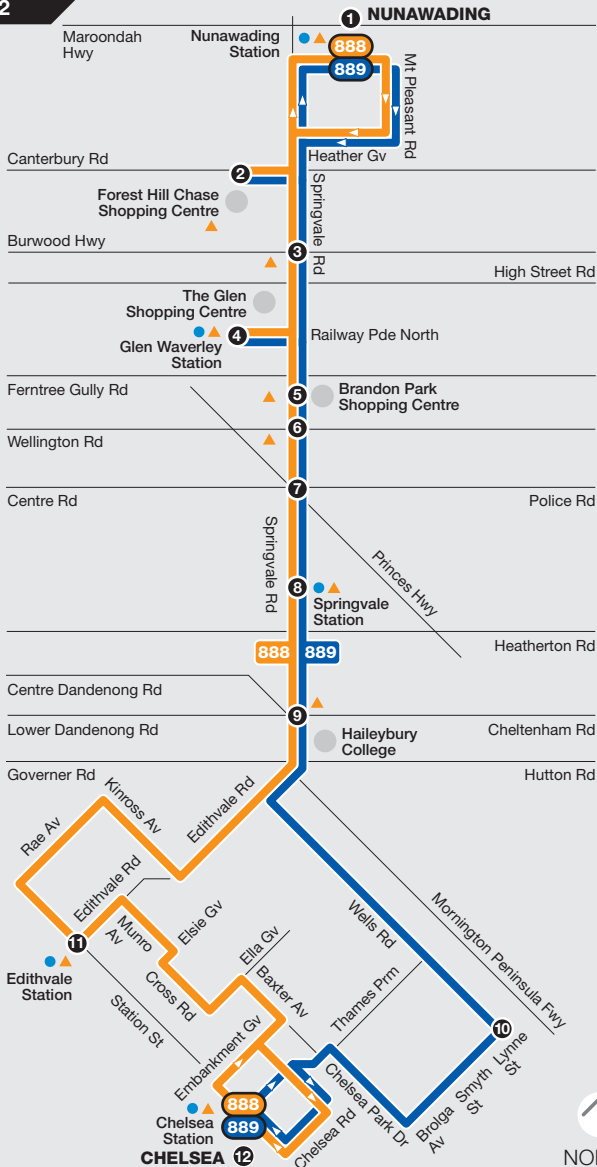 2
1 NUNAWADING
Maroondah
Hwy
Nunawading
Station
888
889
Mt Pleasant Rd
Canterbury Rd
Heather Gv
2
Forest Hill Chase
Shopping Centre
Springvale Rd
Burwood Hwy
3
High Street Rd
The Glen
Shopping Centre
4
Glen Waverley
Station
Railway Pde North
Ferntree Gully Rd
5
Brandon Park
Shopping Centre
6
Wellington Rd
7
Centre Rd
Police Rd
Springvale Rd
Princes Hwy
8
Springvale
Station
888
889
Heatherton Rd
Centre Dandenong Rd
9
Lower Dandenong Rd
Cheltenham Rd
Haileybury
College
Governer Rd
Hutton Rd
Kinross Av
Edithvale Rd
Rae Av
Edithvale Rd
Munro
Av
Elsie Gv
Wells Rd
Mornington Peninsula Fwy
11
Edithvale
Station
Cross Rd
Ella Gv
Baxter Av
Station St
Thames Prm
10
Embankment Gv
Lynne
St
Smyth
St
Brolga
Av
Chelsea Park Dr
888
889
Chelsea
Station
Chelsea Rd
CHELSEA 12